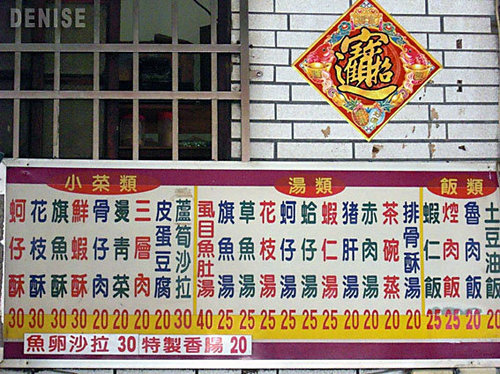 DENISE
招財進寶
小菜類
蚵仔酥 30
花枝酥 30
旗魚酥 30
鮮蝦酥 30
骨仔肉 20
燙青菜 20
三層肉 20
皮蛋豆腐 20
蘆筍沙拉 30
湯類
虱目魚肚湯 40
旗魚湯 25
草魚湯 25
花枝湯 25
蚵仔湯 25
蛤仔湯 25
蝦仁湯 25
豬肝湯 20
赤肉湯 20
茶碗蒸 20
排骨酥湯 20
飯類
蝦仁飯 25
焢肉飯 25
魯肉飯 20
土豆油飯 20
魚卵沙拉 30 特製香腸 20